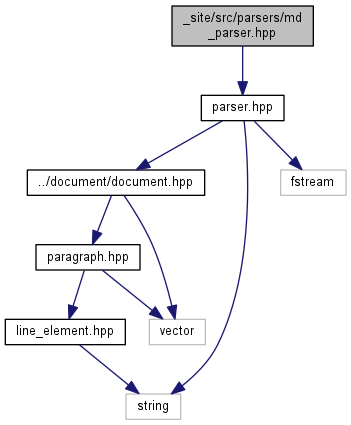 _site/src/parsers/md
_parser.hpp
parser.hpp
../document/document.hpp
fstream
paragraph.hpp
line_element.hpp
vector
string